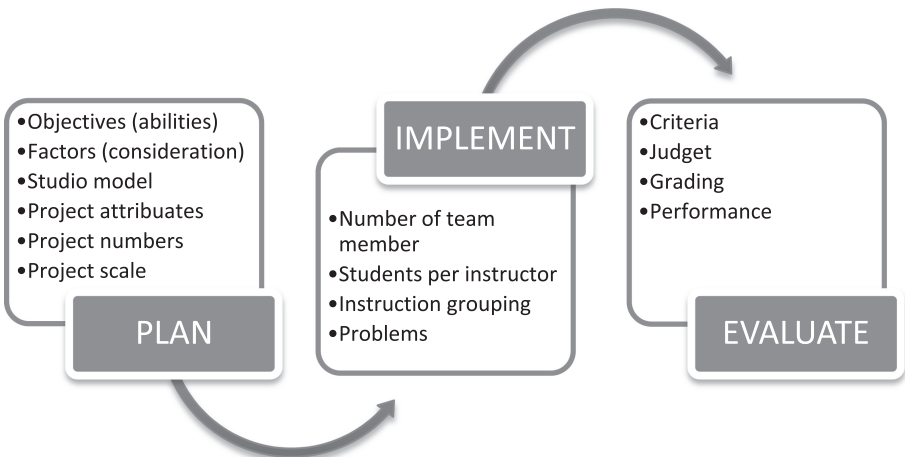 •Objectives (abilities)
•Factors (consideration)
•Studio model
•Project attribuates
•Project numbers
•Project scale
PLAN
IMPLEMENT
•Number of team
member
•Students per instructor
•Instruction grouping
•Problems
•Criteria
•Judget
•Grading
•Performance
EVALUATE